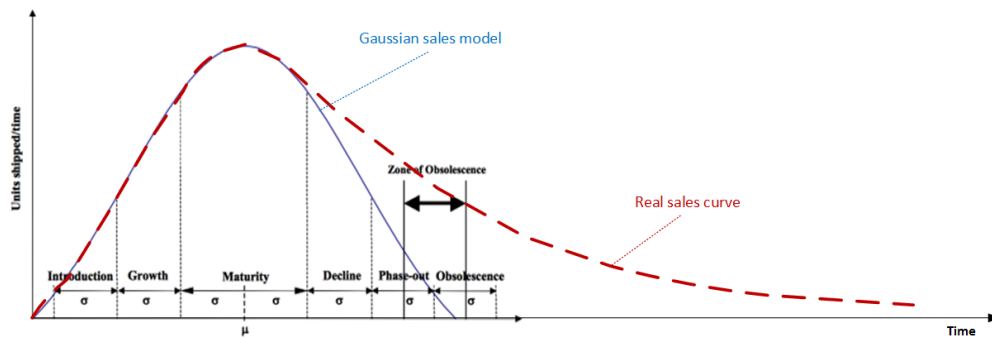 Gaussian sales model
Units shipped/time
Zone of Obsolescence
Real sales curve
Introduction Growth Maturity Decline Phase-out Obsolescence
σ σ σ σ σ σ σ
μ
Time